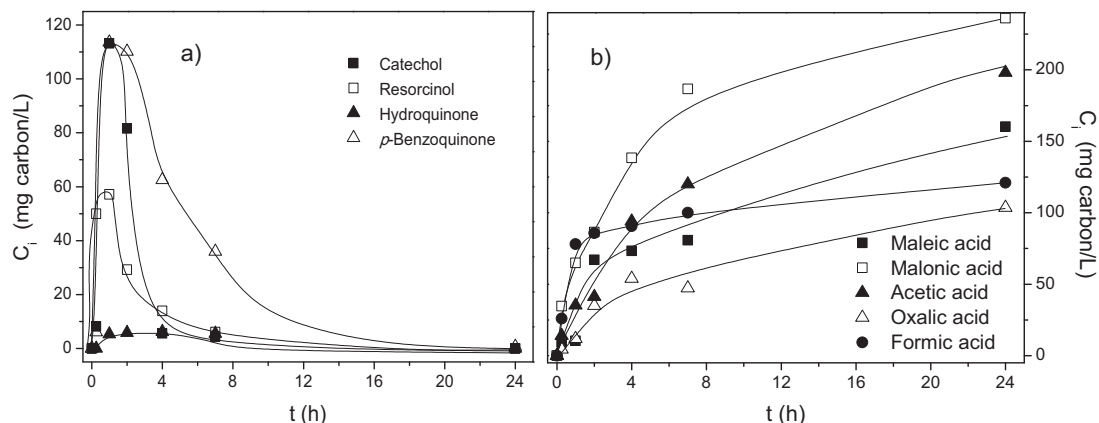 a)
Catechol
Resorcinol
Hydroquinone
p-Benzoquinone
120
100
80
60
40
20
0
C_i (mg carbon/L)
0 4 8 12 16 20 24
t (h)
b)
Maleic acid
Malonic acid
Acetic acid
Oxalic acid
Formic acid
200
150
100
50
0
C_i (mg carbon/L)
0 4 8 12 16 20 24
t (h)